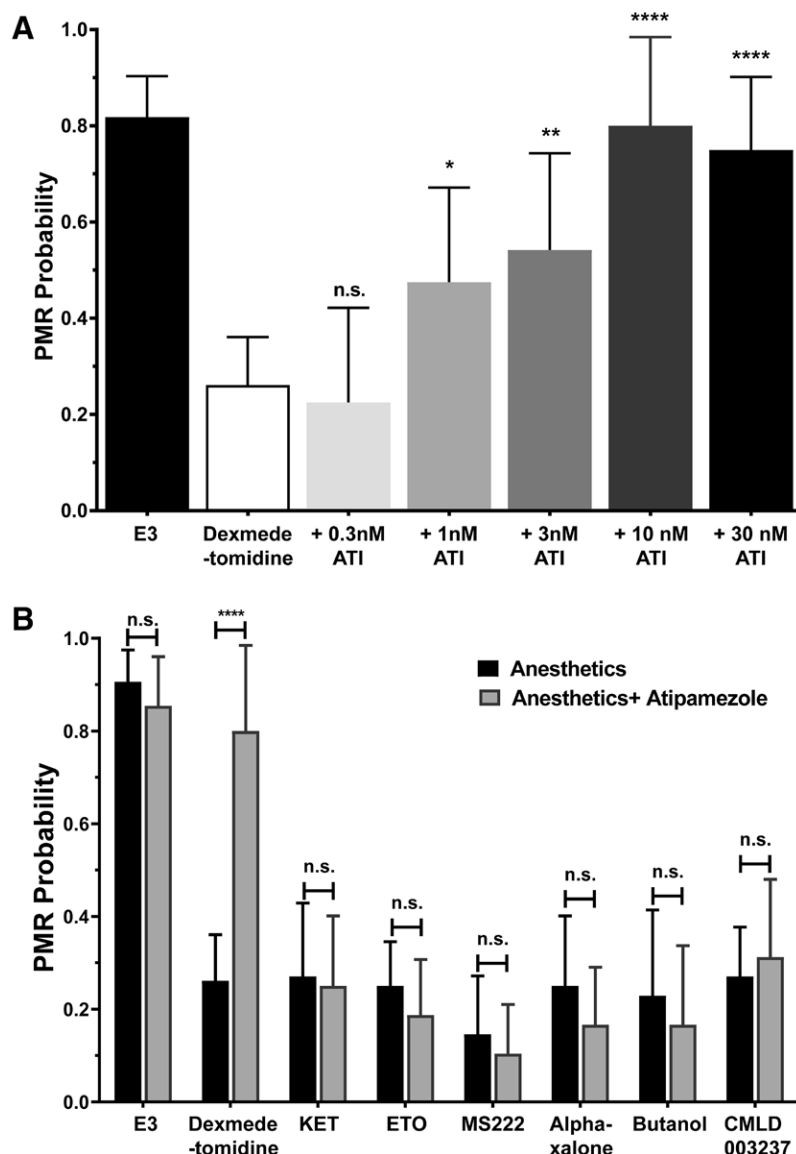 A
PMR Probability
1.0
0.8
0.6
0.4
0.2
0.0
n.s.
*
**
****
****
E3 Dexmede + 0.3nM + 1nM + 3nM + 10 nM + 30 nM
-tomidine ATI ATI ATI ATI ATI
B
PMR Probability
1.0
0.8
0.6
0.4
0.2
0.0
Anesthetics
Anesthetics+ Atipamezole
n.s.
****
n.s.
n.s.
n.s.
n.s.
n.s.
n.s.
E3 Dexmede KET ETO MS222 Alpha- Butanol CMLD
-tomidine xalone 003237